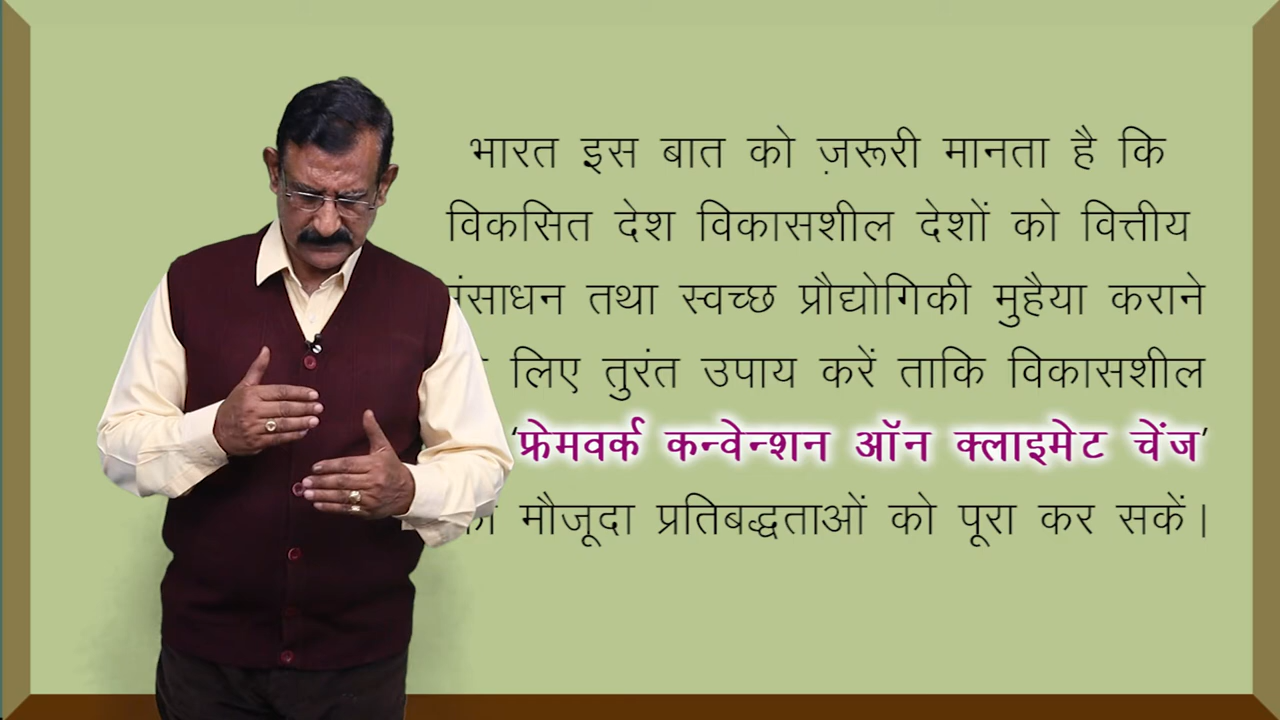 भारत इस बात को ज़रूरी मानता है कि
विकसित देश विकासशील देशों को वित्तीय
तथा स्वच्छ प्रौद्योगिकी मुहैया कराने
लिए तुरंत उपाय करें ताकि विकासशील
‘फ्रेमवर्क कन्वेन्शन ऑन क्लाइमेट चेंज’
मौजूदा प्रतिबद्धताओं को पूरा कर सकें।